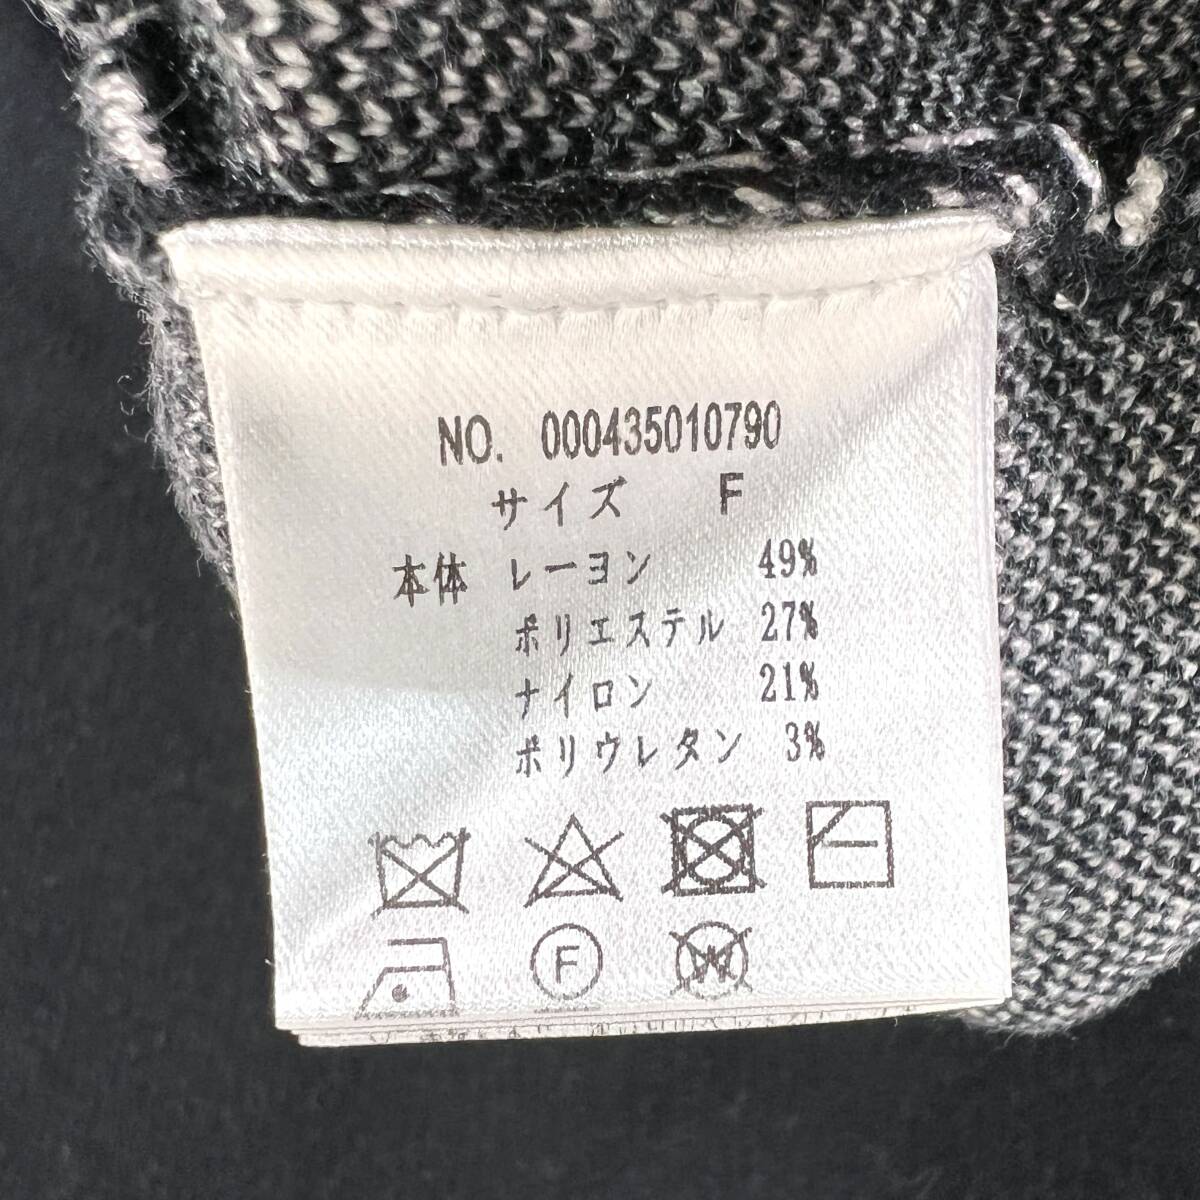 NO. 000435010790
サイズ F
本体 レーヨン 49%
ポリエステル 27%
ナイロン 21%
ポリウレタン 3%
F
W